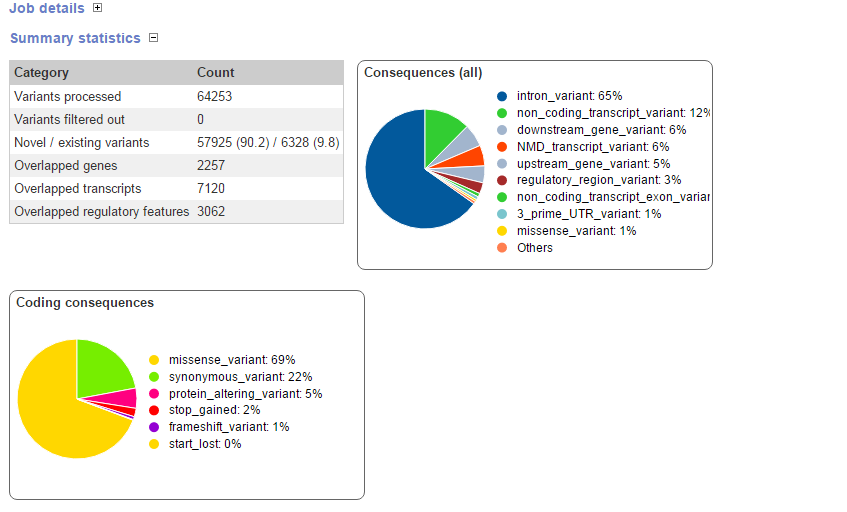 Job details
Summary statistics
Category Count
Variants processed 64253
Variants filtered out 0
Novel / existing variants 57925 (90.2) / 6328 (9.8)
Overlapped genes 2257
Overlapped transcripts 7120
Overlapped regulatory features 3062
Consequences (all)
intron_variant: 65%
non_coding_transcript_variant: 12%
downstream_gene_variant: 6%
NMD_transcript_variant: 6%
upstream_gene_variant: 5%
regulatory_region_variant: 3%
non_coding_transcript_exon_varian
3_prime_UTR_variant: 1%
missense_variant: 1%
Others
Coding consequences
missense_variant: 69%
synonymous_variant: 22%
protein_altering_variant: 5%
stop_gained: 2%
frameshift_variant: 1%
start_lost: 0%